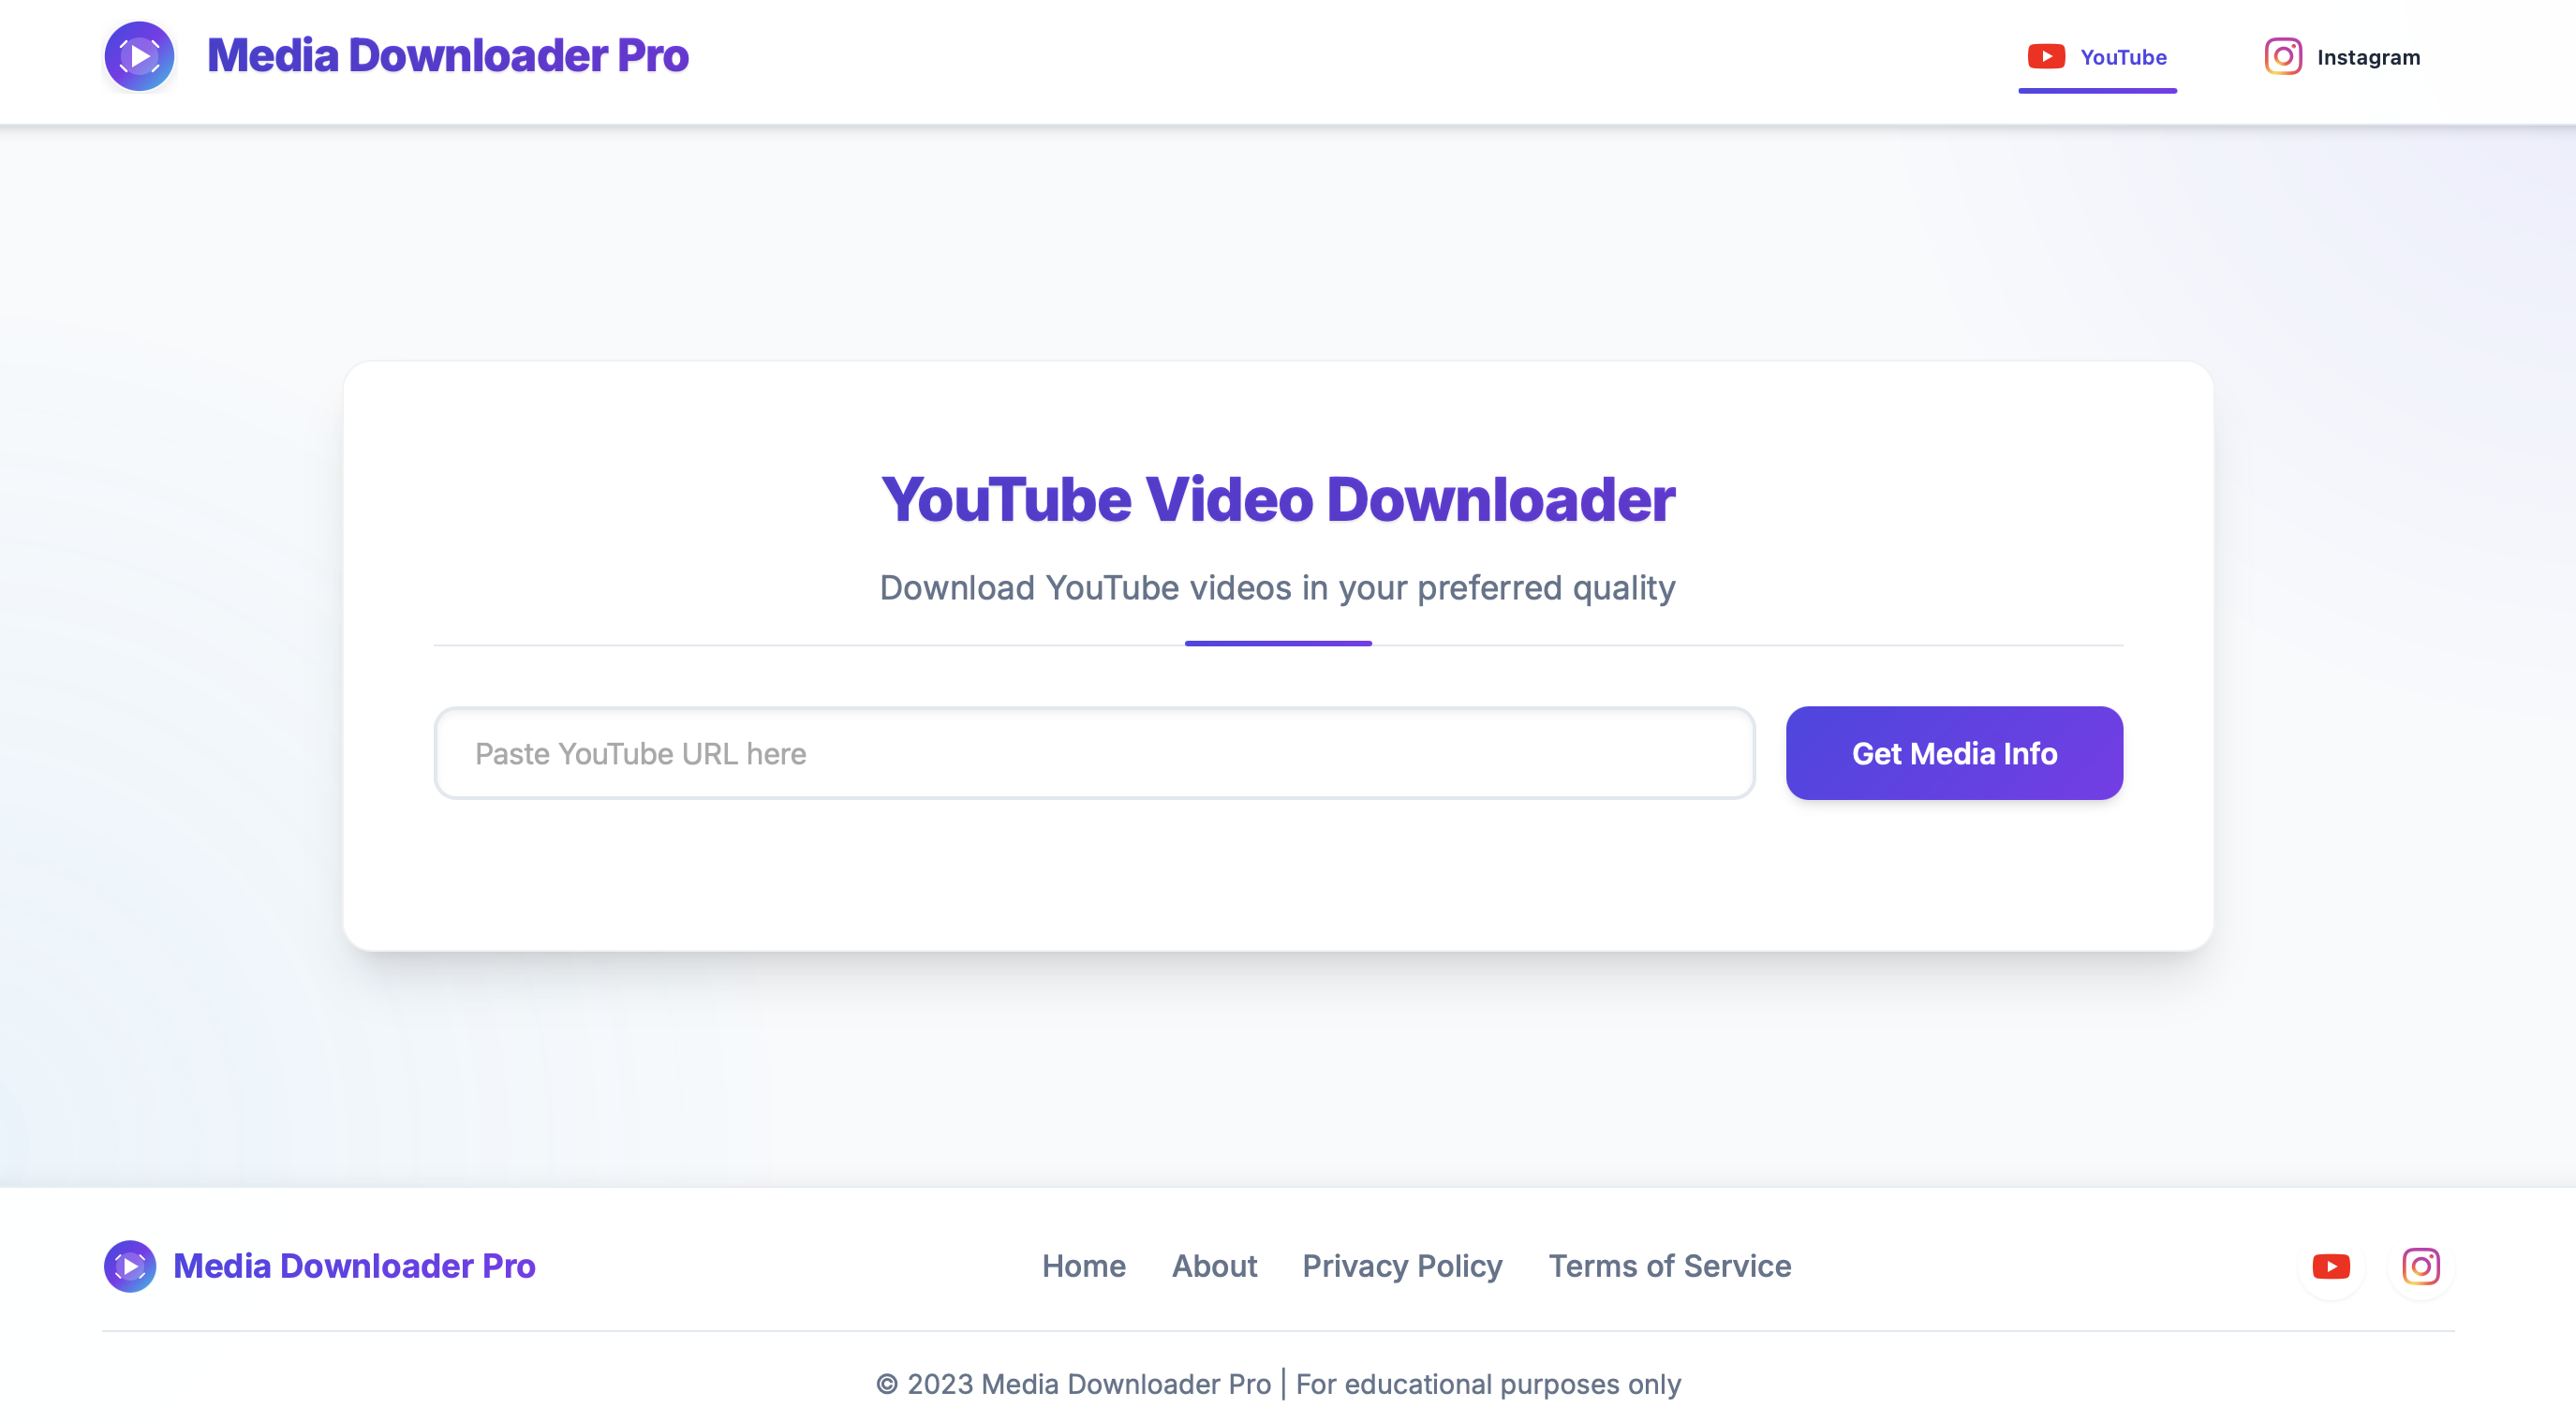 Media Downloader Pro
YouTube
Instagram
YouTube Video Downloader
Download YouTube videos in your preferred quality
Paste YouTube URL here
Get Media Info
Media Downloader Pro
Home
About
Privacy Policy
Terms of Service
© 2023 Media Downloader Pro | For educational purposes only